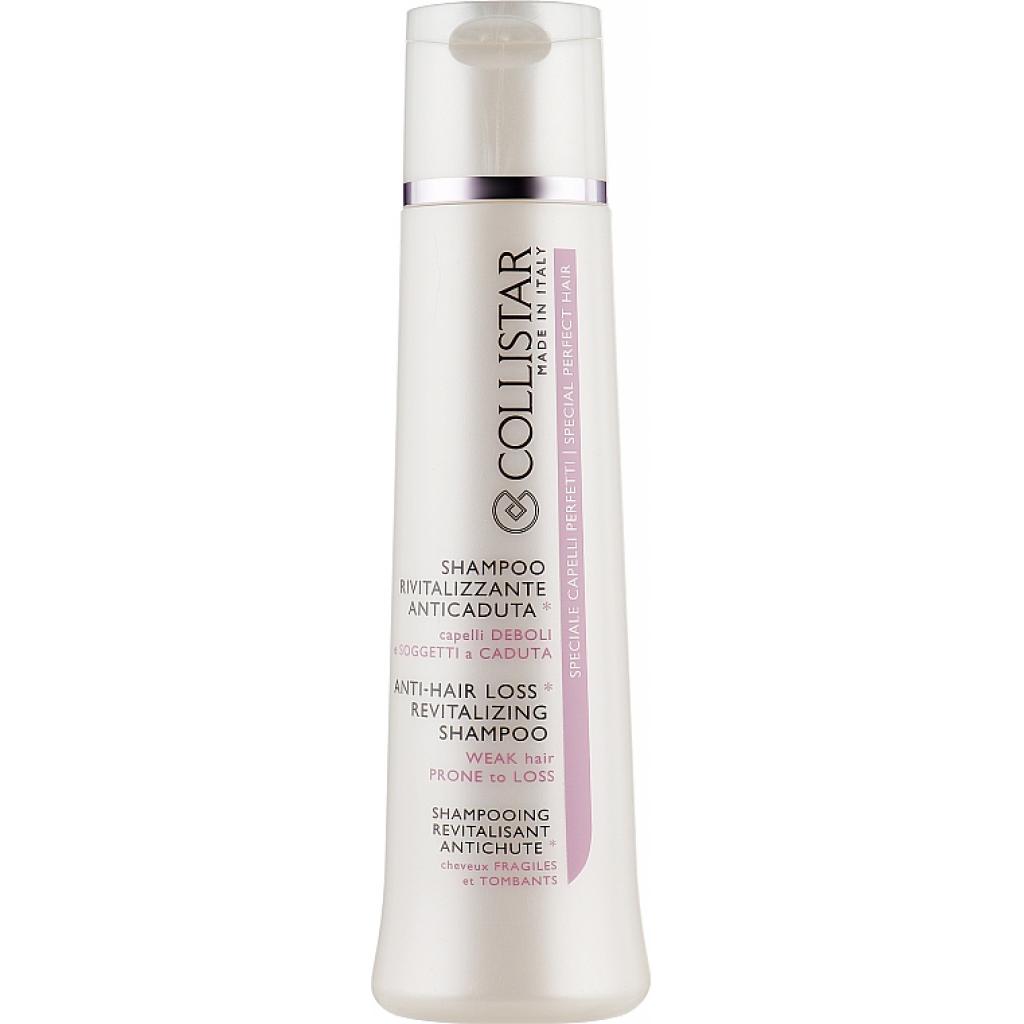 COLLISTAR
MADE IN ITALY
SPECIALE CAPELLI PERFETTI | SPECIAL PERFECT HAIR
SHAMPOO
RIVITALIZZANTE
ANTICADUTA*
capelli DEBOLI
e SOGGETTI a CADUTA
ANTI-HAIR LOSS*
REVITALIZING
SHAMPOO
WEAK hair
PRONE to LOSS
SHAMPOOING
REVITALISANT
ANTICHUTE*
cheveux FRAGILES
et TOMBANTS